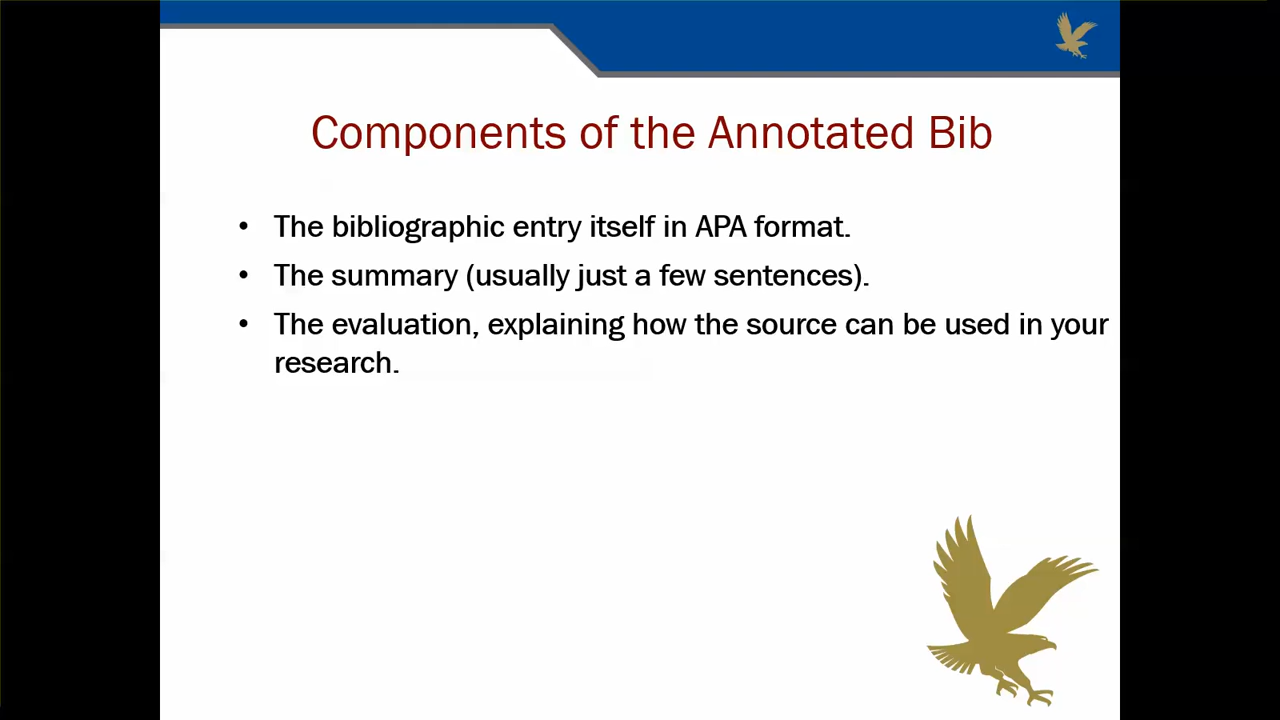 Components of the Annotated Bib
• The bibliographic entry itself in APA format.
• The summary (usually just a few sentences).
• The evaluation, explaining how the source can be used in your
research.